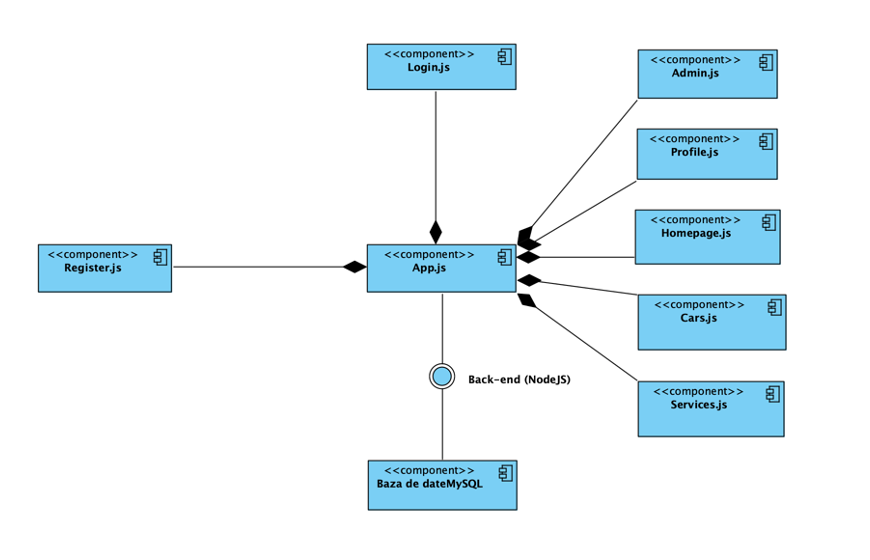 <<component>>
Login.js
<<component>>
Admin.js
<<component>>
Profile.js
<<component>>
Homepage.js
<<component>>
Register.js
<<component>>
App.js
<<component>>
Cars.js
Back-end (NodeJS)
<<component>>
Services.js
<<component>>
Baza de dateMySQL